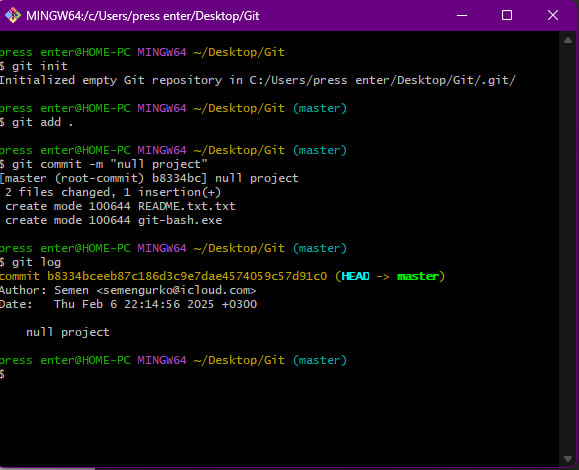 MINGW64:/c/Users/press enter/Desktop/Git
press enter@HOME-PC MINGW64 ~/Desktop/Git
$ git init
Initialized empty Git repository in C:/Users/press enter/Desktop/Git/.git/
press enter@HOME-PC MINGW64 ~/Desktop/Git (master)
$ git add .
press enter@HOME-PC MINGW64 ~/Desktop/Git (master)
$ git commit -m "null project"
[master (root-commit) b8334bc] null project
2 files changed, 1 insertion(+)
create mode 100644 README.txt.txt
create mode 100644 git-bash.exe
press enter@HOME-PC MINGW64 ~/Desktop/Git (master)
$ git log
commit b8334bceeb87c186d3c9e7dae4574059c57d91c0 (HEAD -> master)
Author: Semen <semengurko@icloud.com>
Date:   Thu Feb 6 22:14:56 2025 +0300
null project
press enter@HOME-PC MINGW64 ~/Desktop/Git (master)
$